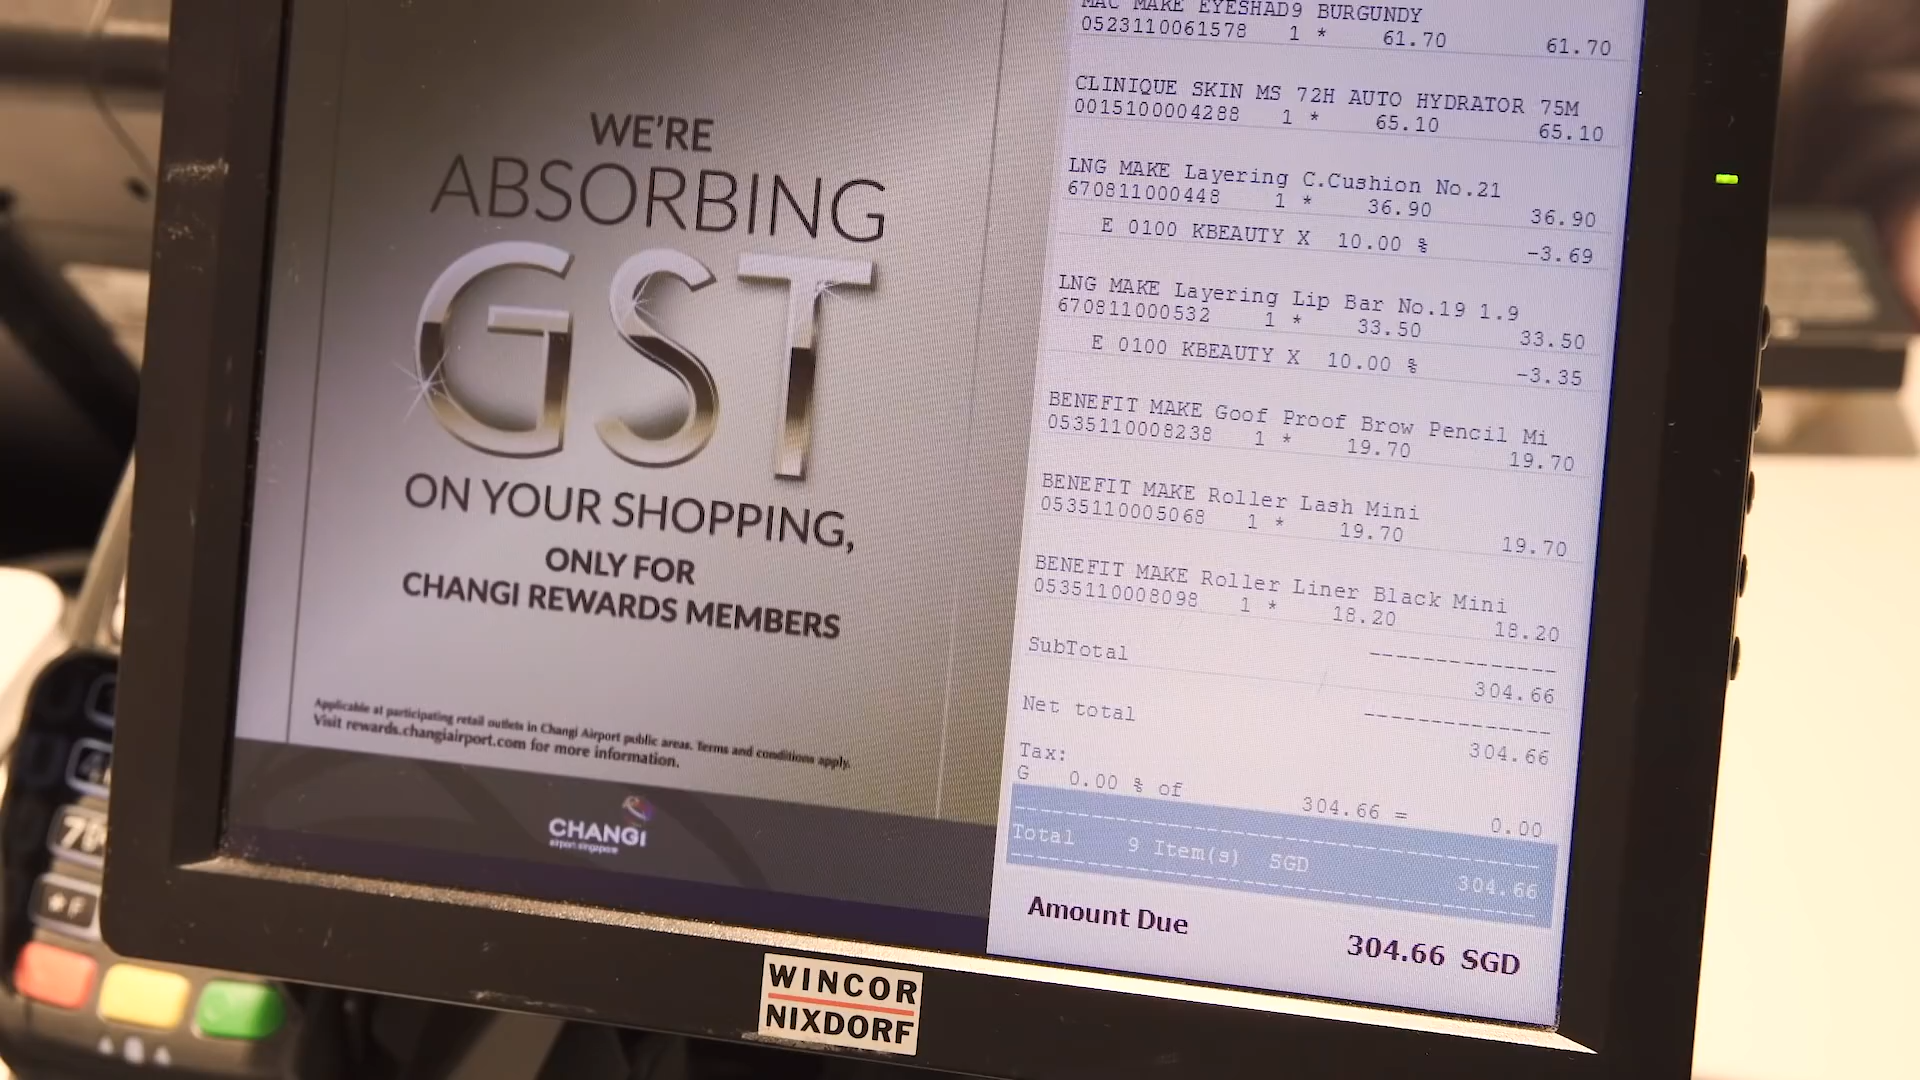 WE'RE
ABSORBING
GST
ON YOUR SHOPPING,
ONLY FOR
CHANGI REWARDS MEMBERS
Applicable at participating retail outlets in Changi Airport public areas. Terms and conditions apply.
Visit rewards.changiairport.com for more information.
CHANGI
airport singapore
MAC MAKE EYESHAD9 BURGUNDY
0523110061578 1 * 61.70 61.70
CLINIQUE SKIN MS 72H AUTO HYDRATOR 75M
0015100004288 1 * 65.10 65.10
LNG MAKE Layering C.Cushion No.21
670811000448 1 * 36.90 36.90
E 0100 KBEAUTY X 10.00 % -3.69
LNG MAKE Layering Lip Bar No.19 1.9
670811000532 1 * 33.50 33.50
E 0100 KBEAUTY X 10.00 % -3.35
BENEFIT MAKE Goof Proof Brow Pencil Mi
0535110008238 1 * 19.70 19.70
BENEFIT MAKE Roller Lash Mini
0535110005068 1 * 19.70 19.70
BENEFIT MAKE Roller Liner Black Mini
0535110008098 1 * 18.20 18.20
SubTotal -------------
304.66
Net total -------------
304.66
Tax:
G 0.00 % of 304.66 = 0.00
Total 9 Item(s) SGD 304.66
Amount Due 304.66 SGD
WINCOR
NIXDORF